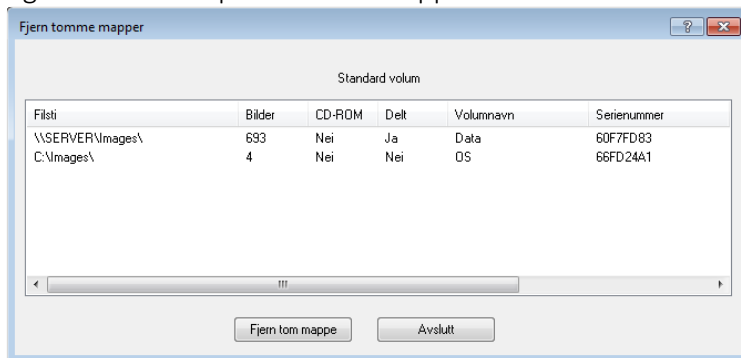 Fjern tomme mapper
Standard volum
Filsti Bilder CD-ROM Delt Volumnavn Serienummer
\\SERVER\Images\ 693 Nei Ja Data 60F7FD83
C:\Images\ 4 Nei Nei OS 66FD24A1
Fjern tom mappe Avslutt